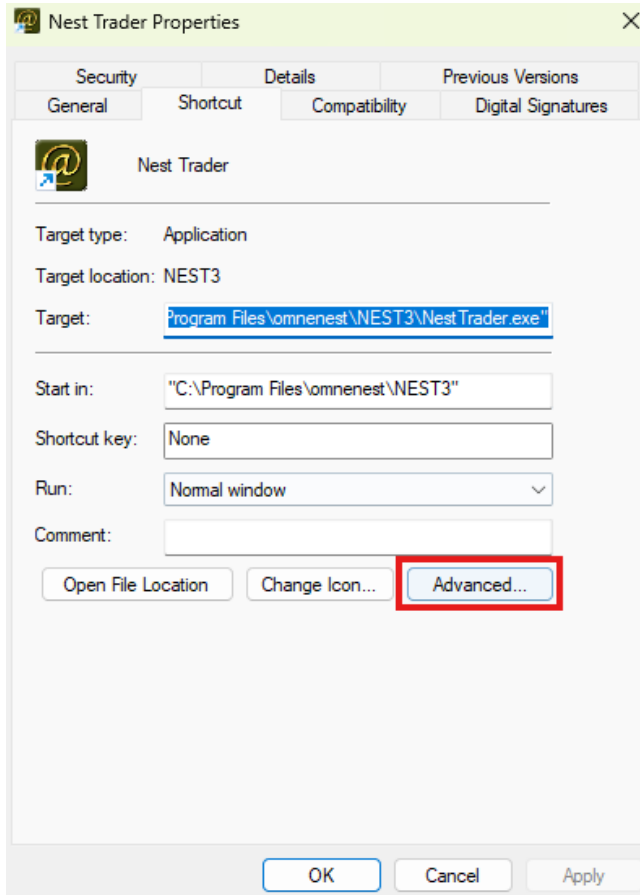 Nest Trader Properties
Security Details Previous Versions
General Shortcut Compatibility Digital Signatures
Nest Trader
Target type: Application
Target location: NEST3
Target: Program Files\omnenest\NEST3\NestTrader.exe"
Start in: "C:\Program Files\omnenest\NEST3"
Shortcut key: None
Run: Normal window
Comment:
Open File Location Change Icon... Advanced...
OK Cancel Apply